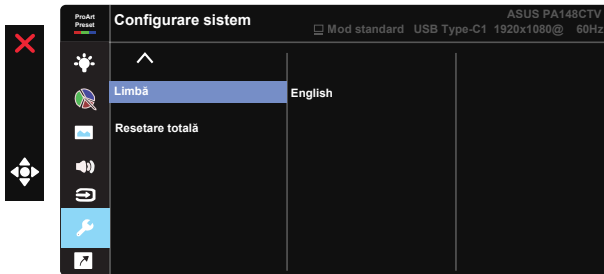 ProArt
Preset
Configurare sistem
ASUS PA148CTV
Mod standard USB Type-C1 1920x1080@ 60Hz
Limbă
English
Resetare totală